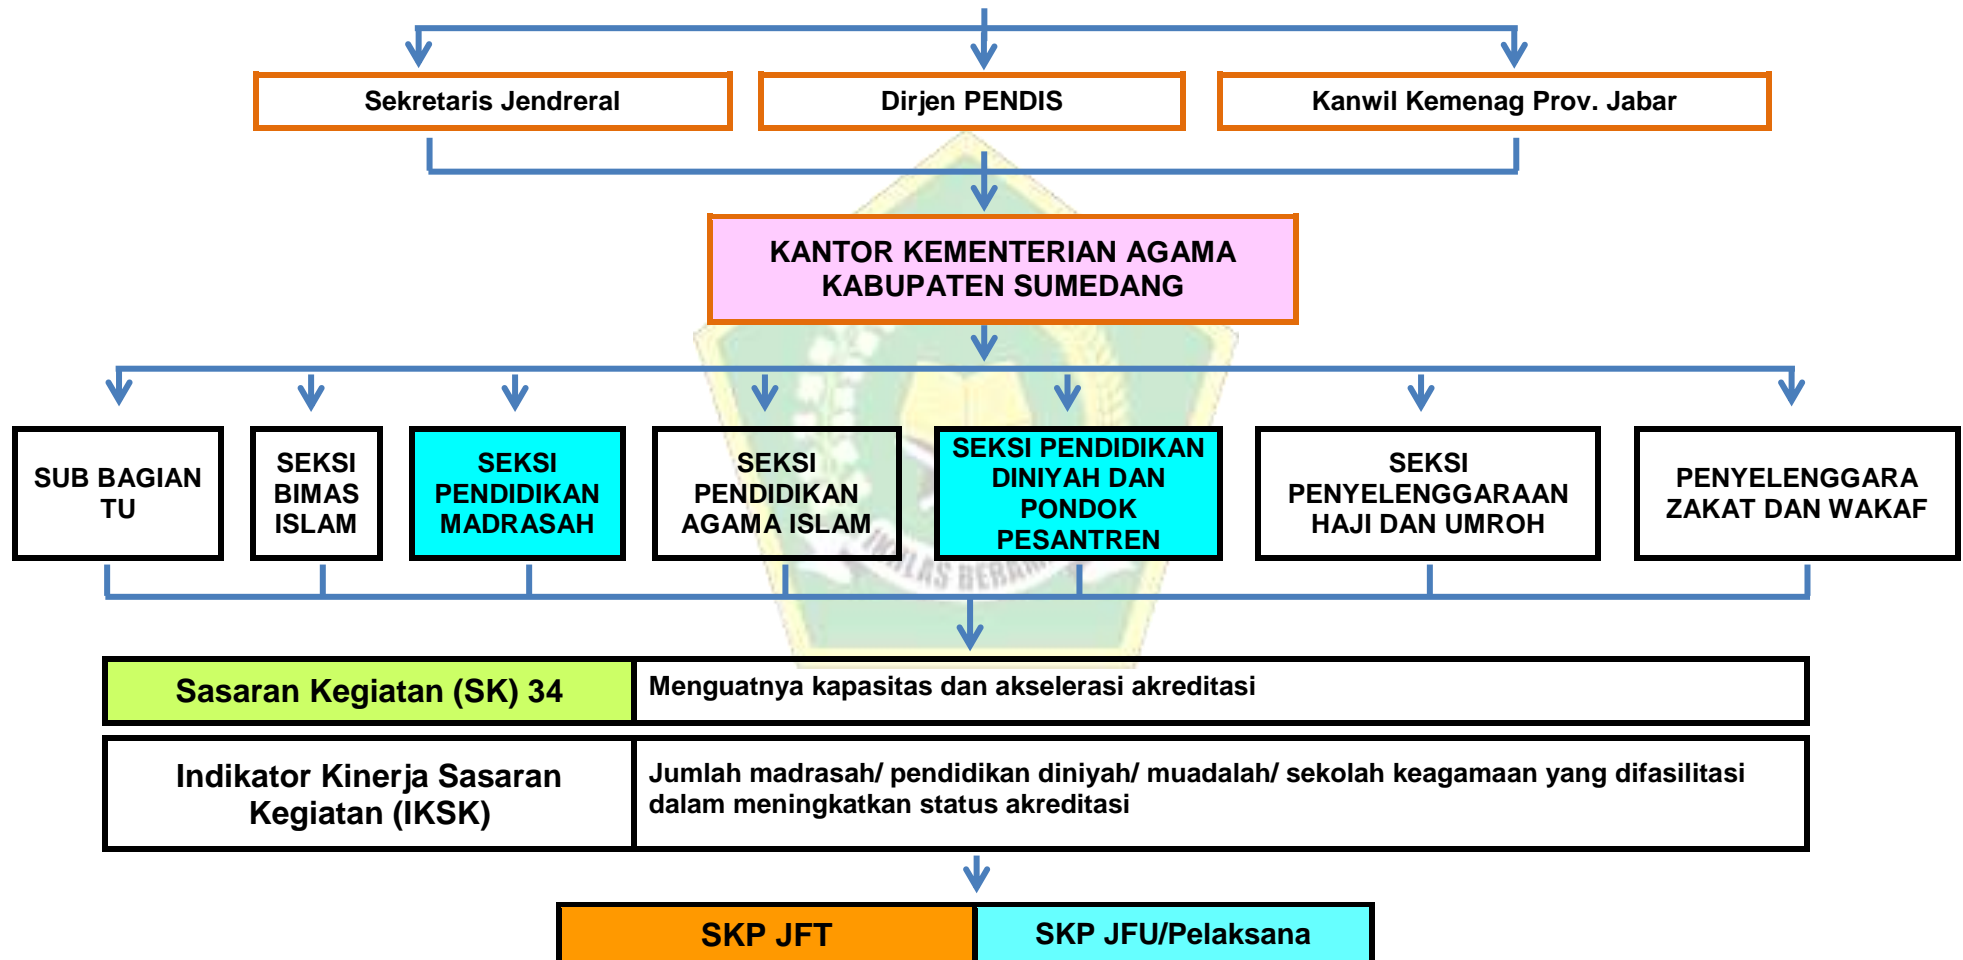 Sekretaris Jendreral
Dirjen PENDIS
Kanwil Kemenag Prov. Jabar
KANTOR KEMENTERIAN AGAMA
KABUPATEN SUMEDANG
SUB BAGIAN
TU
SEKSI
BIMAS
ISLAM
SEKSI
PENDIDIKAN
MADRASAH
SEKSI
PENDIDIKAN
AGAMA ISLAM
SEKSI PENDIDIKAN
DINIYAH DAN
PONDOK
PESANTREN
SEKSI
PENYELENGGARAAN
HAJI DAN UMROH
PENYELENGGARA
ZAKAT DAN WAKAF
Sasaran Kegiatan (SK) 34
Menguatnya kapasitas dan akselerasi akreditasi
Indikator Kinerja Sasaran
Kegiatan (IKSK)
Jumlah madrasah/ pendidikan diniyah/ muadalah/ sekolah keagamaan yang difasilitasi
dalam meningkatkan status akreditasi
SKP JFT
SKP JFU/Pelaksana